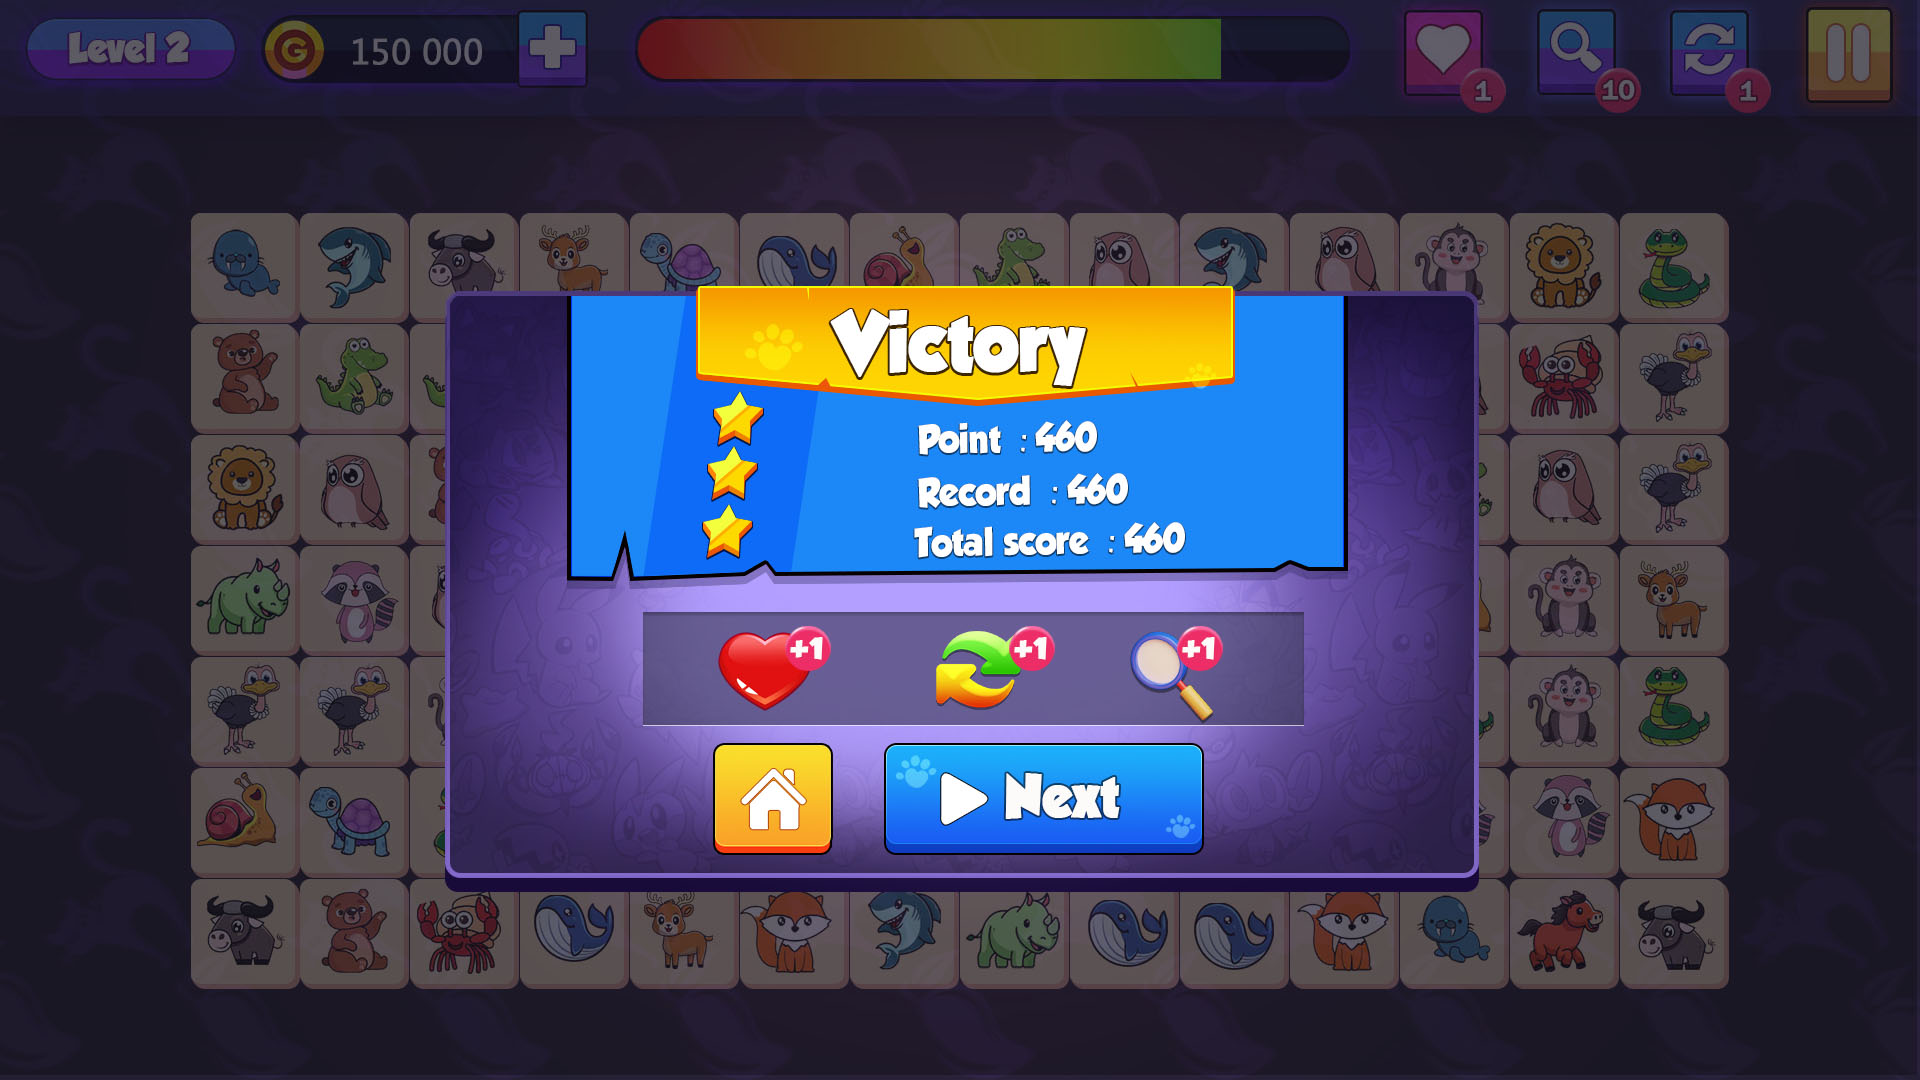 Level 2
G
150 000
1
10
1
Victory
Point : 460
Record : 460
Total score : 460
+1
+1
+1
Next